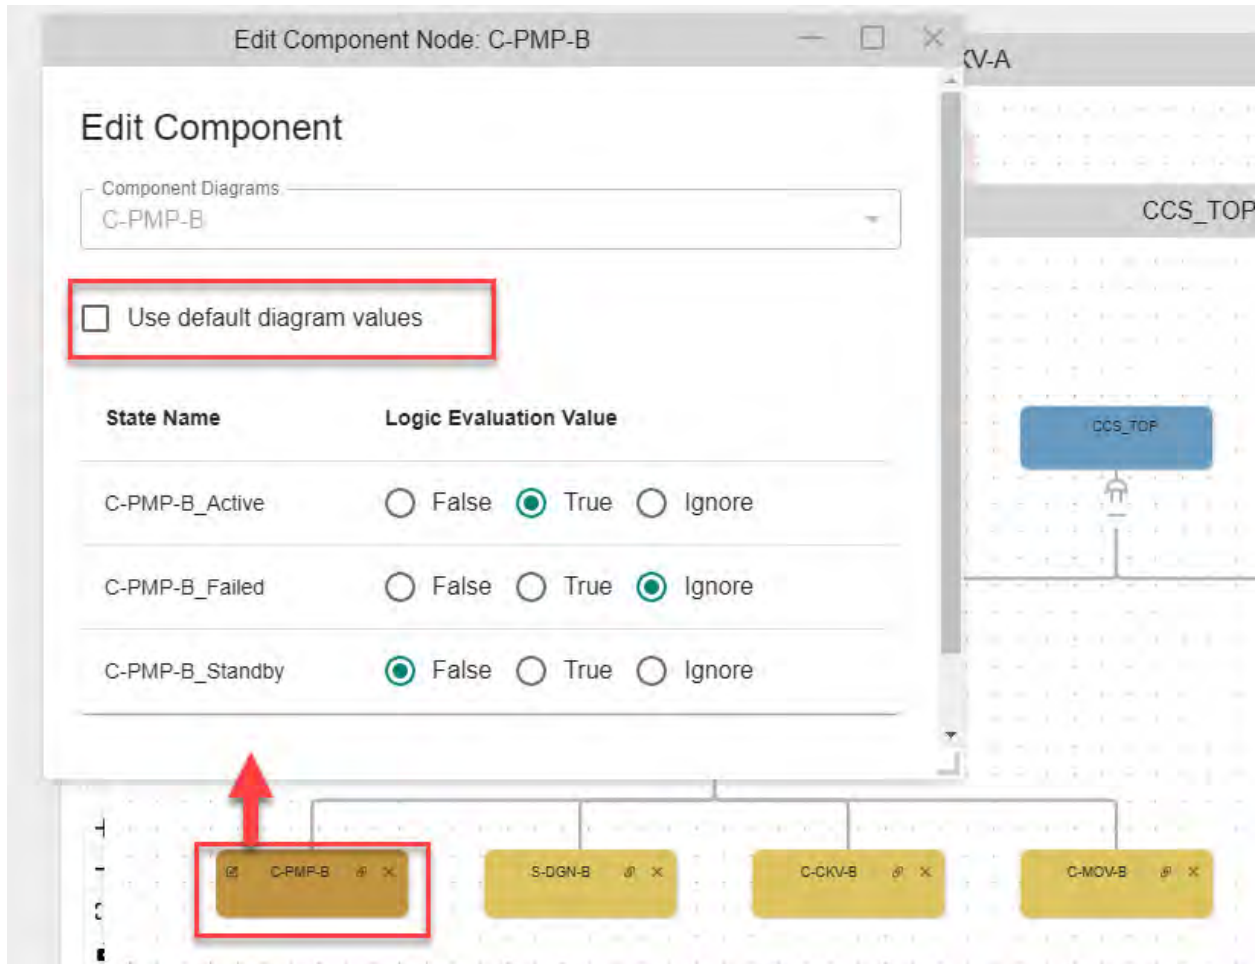 Edit Component Node: C-PMP-B
KV-A
Edit Component
Component Diagrams
C-PMP-B
CCS_TOP
Use default diagram values
State Name Logic Evaluation Value
CCS_TOP
C-PMP-B_Active False True Ignore
C-PMP-B_Failed False True Ignore
C-PMP-B_Standby False True Ignore
C-PMP-B S-DGN-B C-CKV-B C-MOV-B